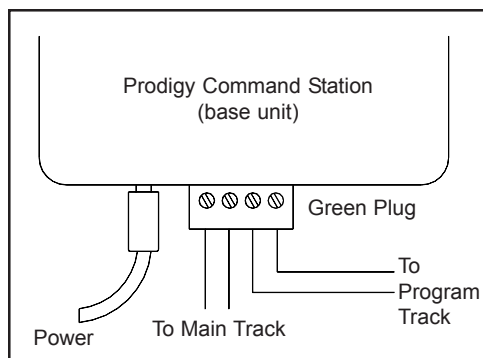 Prodigy Command Station
(base unit)
Green Plug
To
Program
Track
To Main Track
Power